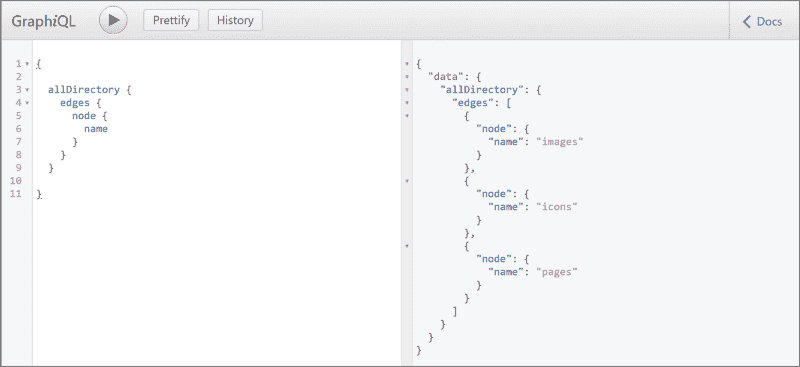 GraphiQL Prettify History Docs
1 {
2
3 allDirectory {
4 edges {
5 node {
6 name
7 }
8 }
9 }
10
11 }
{
"data": {
"allDirectory": {
"edges": [
{
"node": {
"name": "images"
}
},
{
"node": {
"name": "icons"
}
},
{
"node": {
"name": "pages"
}
}
]
}
}
}